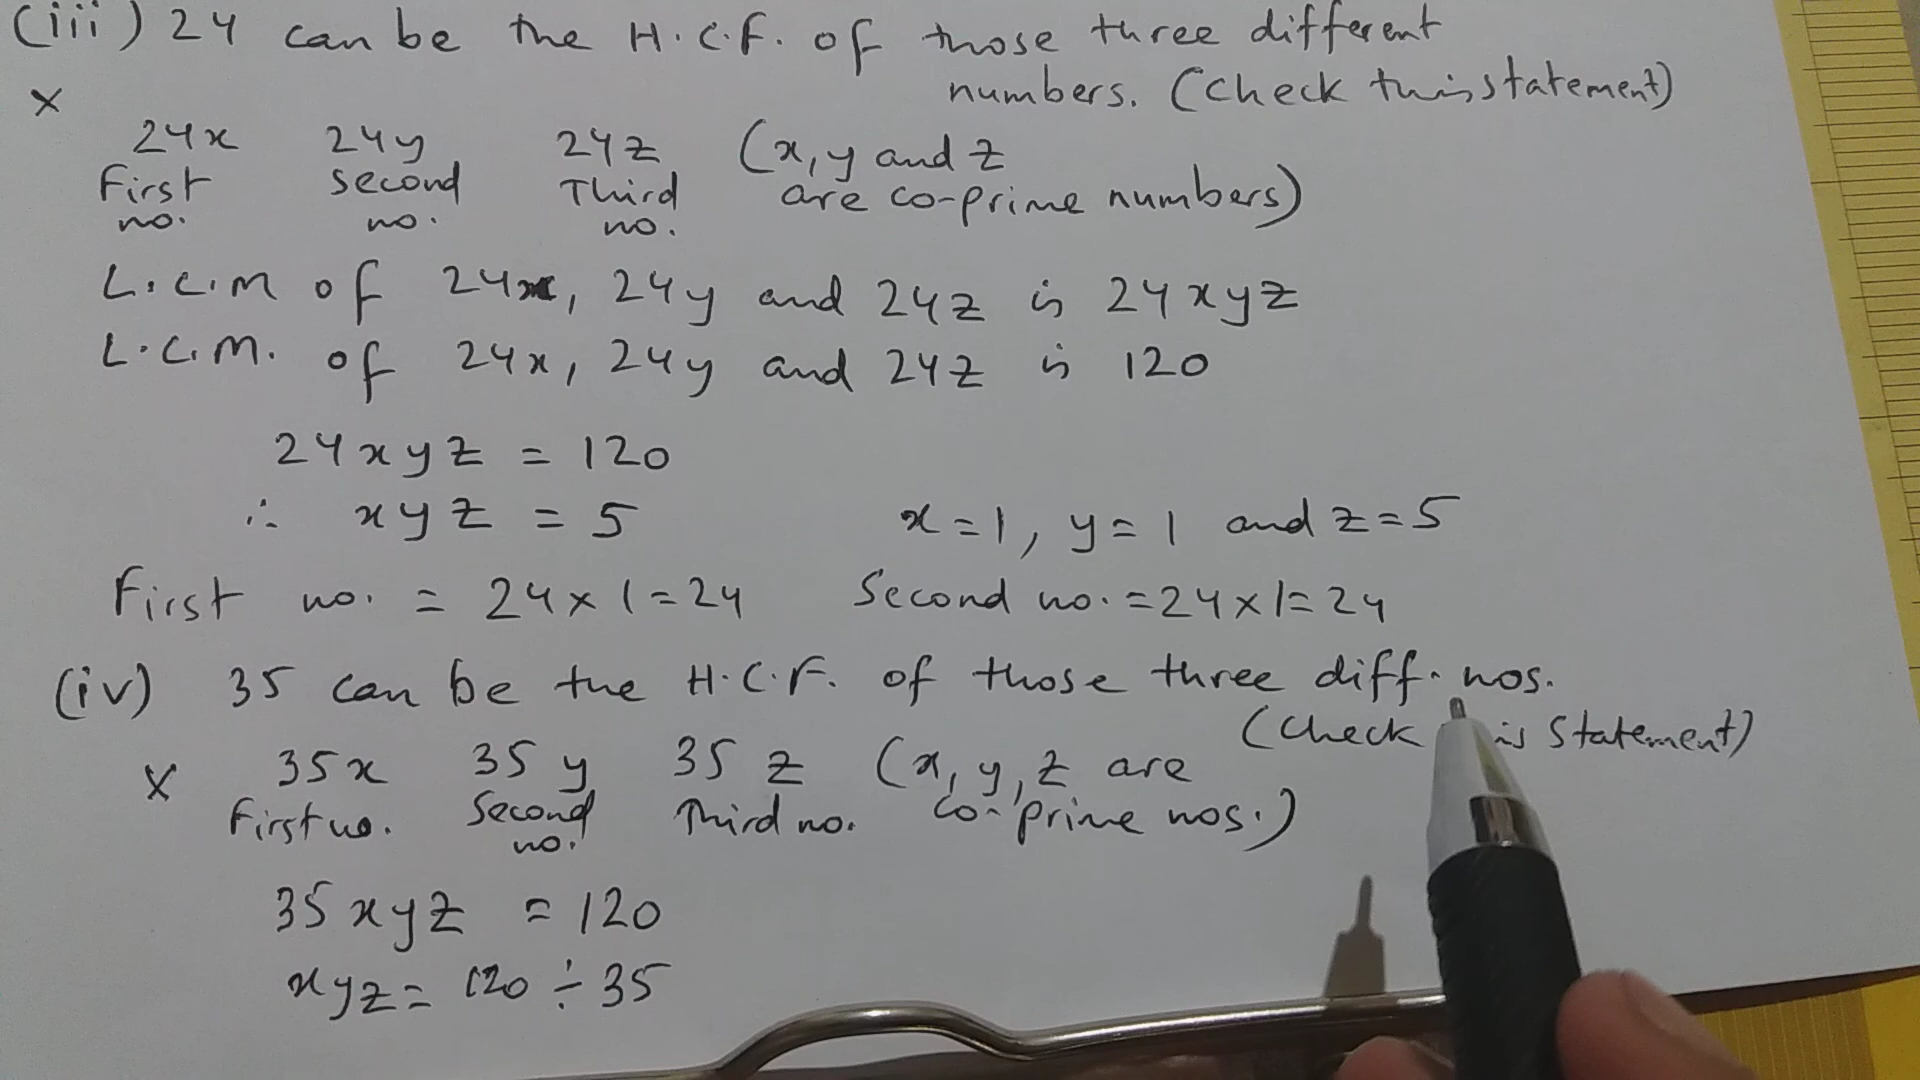 (iii) 24 can be the H.C.F. of those three different
numbers. (Check this statement)
×
24x 24y 24z (x, y and z
First Second Third are co-prime numbers)
no. no. no.
L.C.M of 24x, 24y and 24z is 24xyz
L.C.M. of 24x, 24y and 24z is 120
24xyz = 120
∴ xyz = 5 x=1, y=1 and z=5
First no. = 24×1=24 Second no.=24×1=24
(iv) 35 can be the H.C.F. of those three diff. nos.
(Check is Statement)
× 35x 35y 35z (x, y, z are
First no. Second Third no. co-prime nos.)
no.
35xyz = 120
xyz= 120 ÷ 35